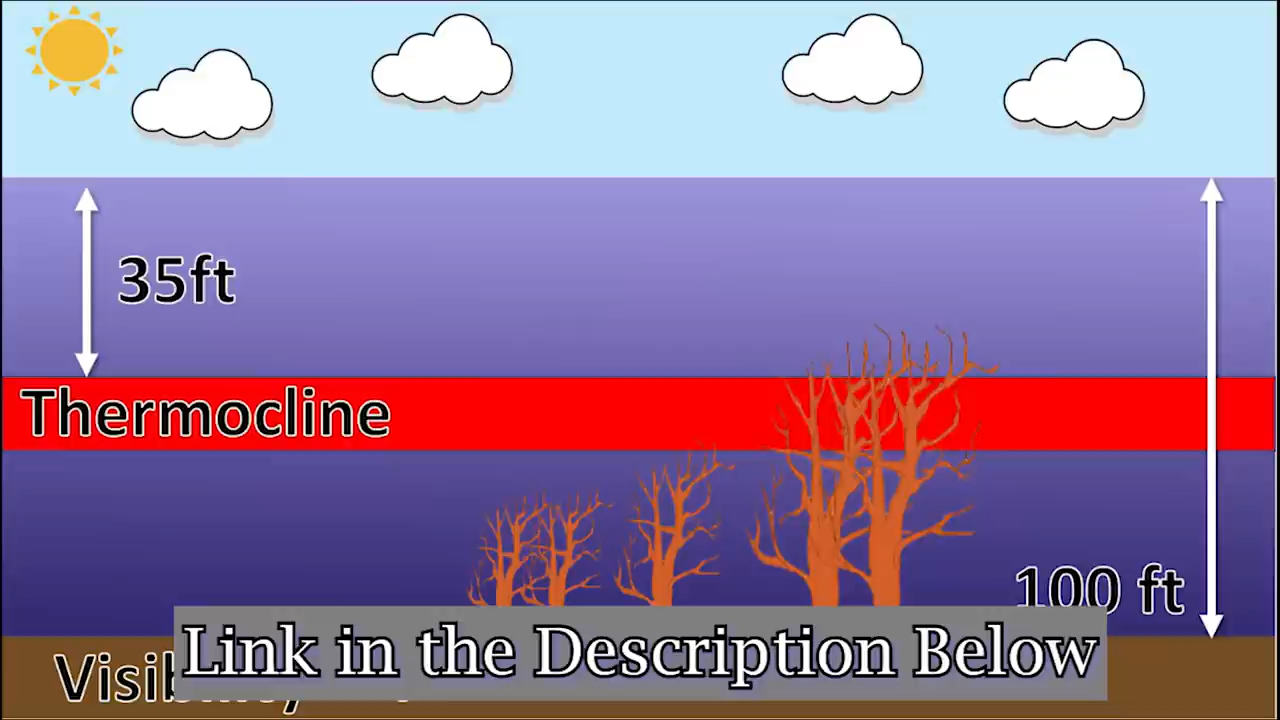 35ft
Thermocline
100 ft
Link in the Description Below